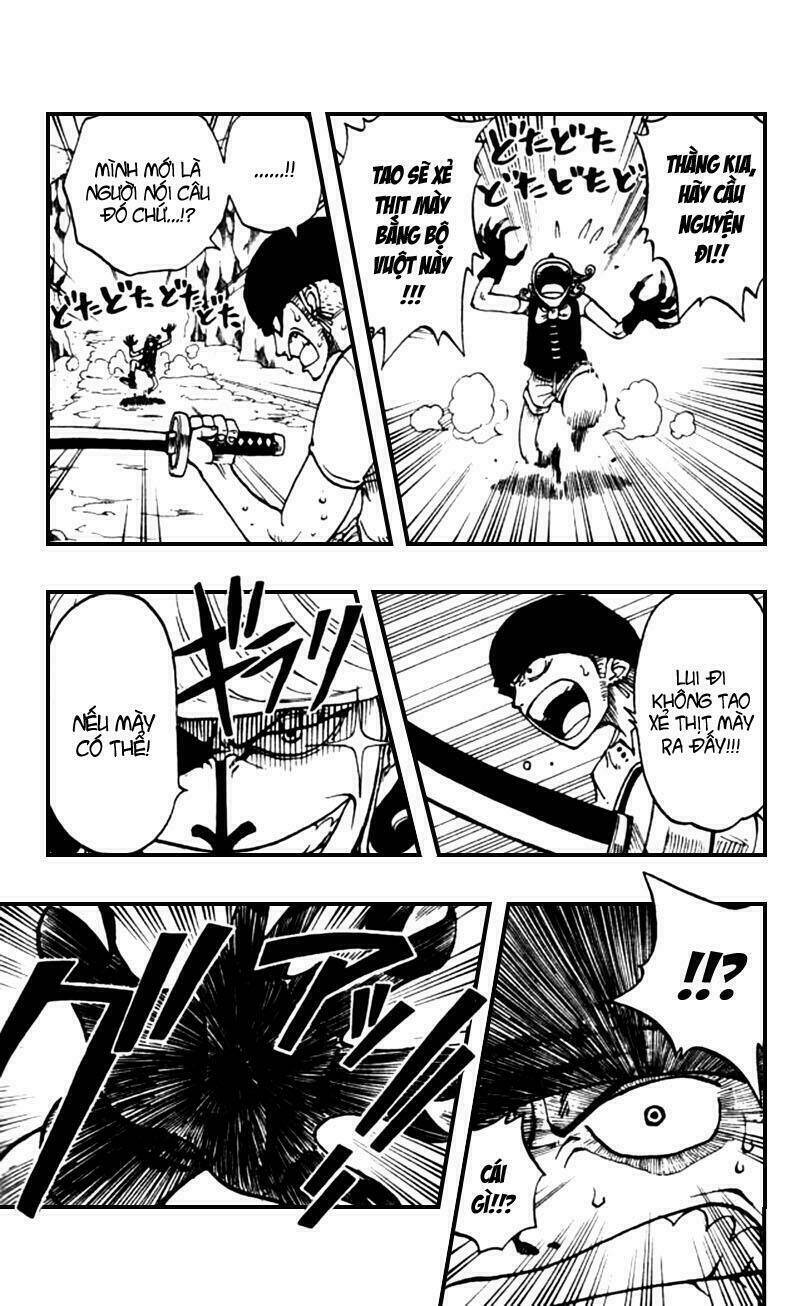 THẰNG KIA,
HÃY CẦU
NGUYỆN
ĐI!!
どたどた
どたどたど
TAO SẼ XẺ
THỊT MÀY
BẰNG BỘ
VUỘT NÀY
!!!
......!!
MÌNH MỚI LÀ
NGƯỜI NÓI CÂU
ĐÓ CHỨ...!?
どたどたどたどた
LUI ĐI
KHÔNG TAO
XẺ THỊT MÀY
RA ĐẤY!!!
ギラリ
NẾU MÀY
CÓ THỂ!
!!?
CÁI
GÌ!!?
グアッ